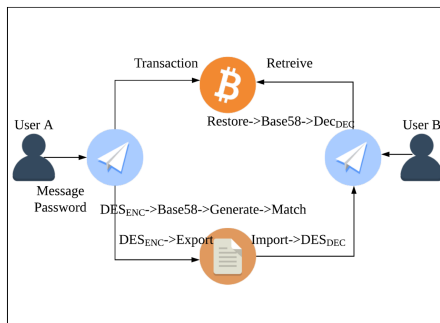 Transaction Retreive
Restore->Base58->DecDEC
User A User B
Message
Password
DESENC->Base58->Generate->Match
DESENC->Export Import->DESDEC